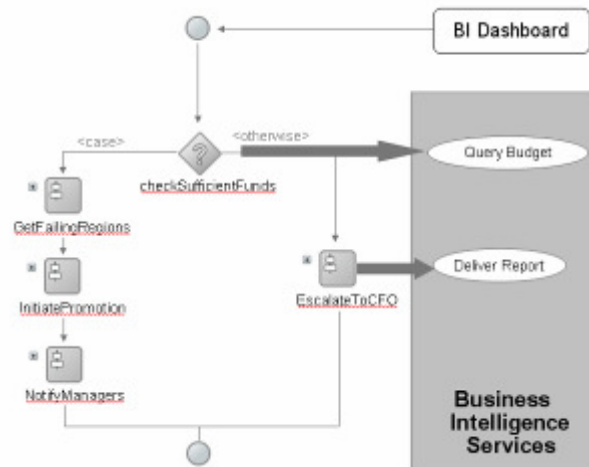 BI Dashboard
<case>
<otherwise>
Query Budget
checkSufficientFunds
GetFailingRegions
Deliver Report
InitiatePromotion
EscalateToCFO
NotifyManagers
Business
Intelligence
Services